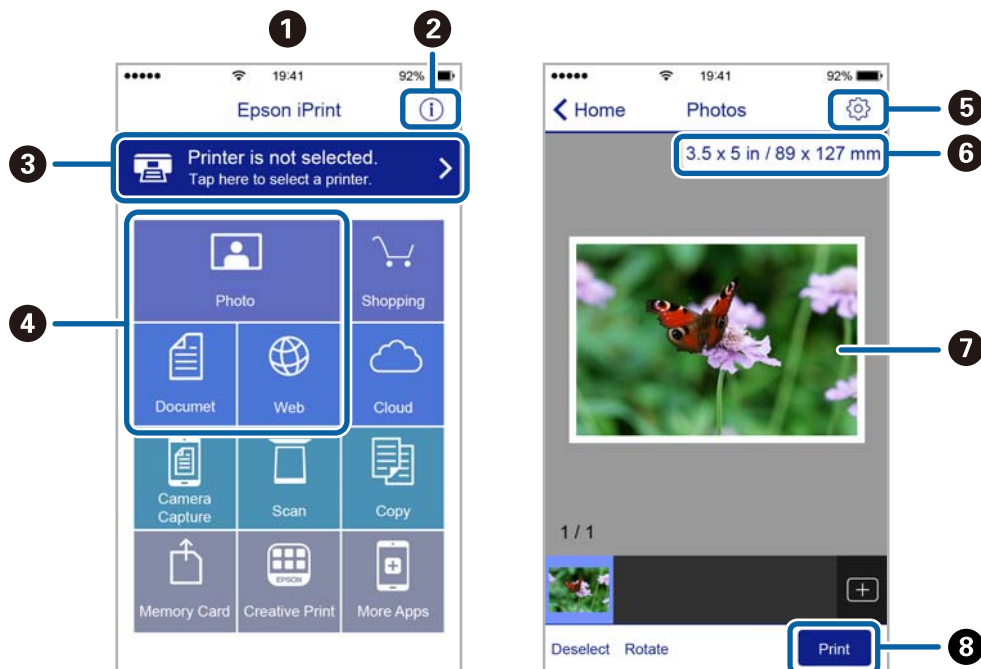 1
2
19:41
92%
Epson iPrint
i
3
Printer is not selected.
Tap here to select a printer.
4
Photo
Shopping
Documet
Web
Cloud
Camera
Capture
Scan
Copy
Memory Card
EPSON
Creative Print
More Apps
19:41
92%
Home
Photos
5
3.5 x 5 in / 89 x 127 mm
6
7
1 / 1
Deselect
Rotate
Print
8